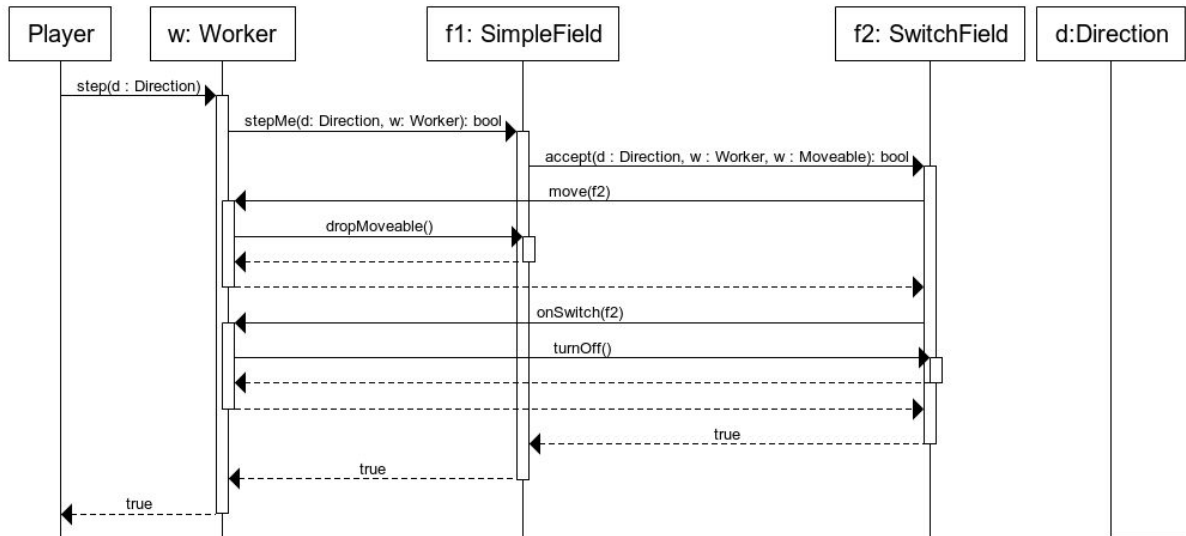 Player
w: Worker
f1: SimpleField
f2: SwitchField
d:Direction
step(d : Direction)
stepMe(d: Direction, w: Worker): bool
accept(d : Direction, w : Worker, w : Moveable): bool
move(f2)
dropMoveable()
onSwitch(f2)
turnOff()
true
true
true